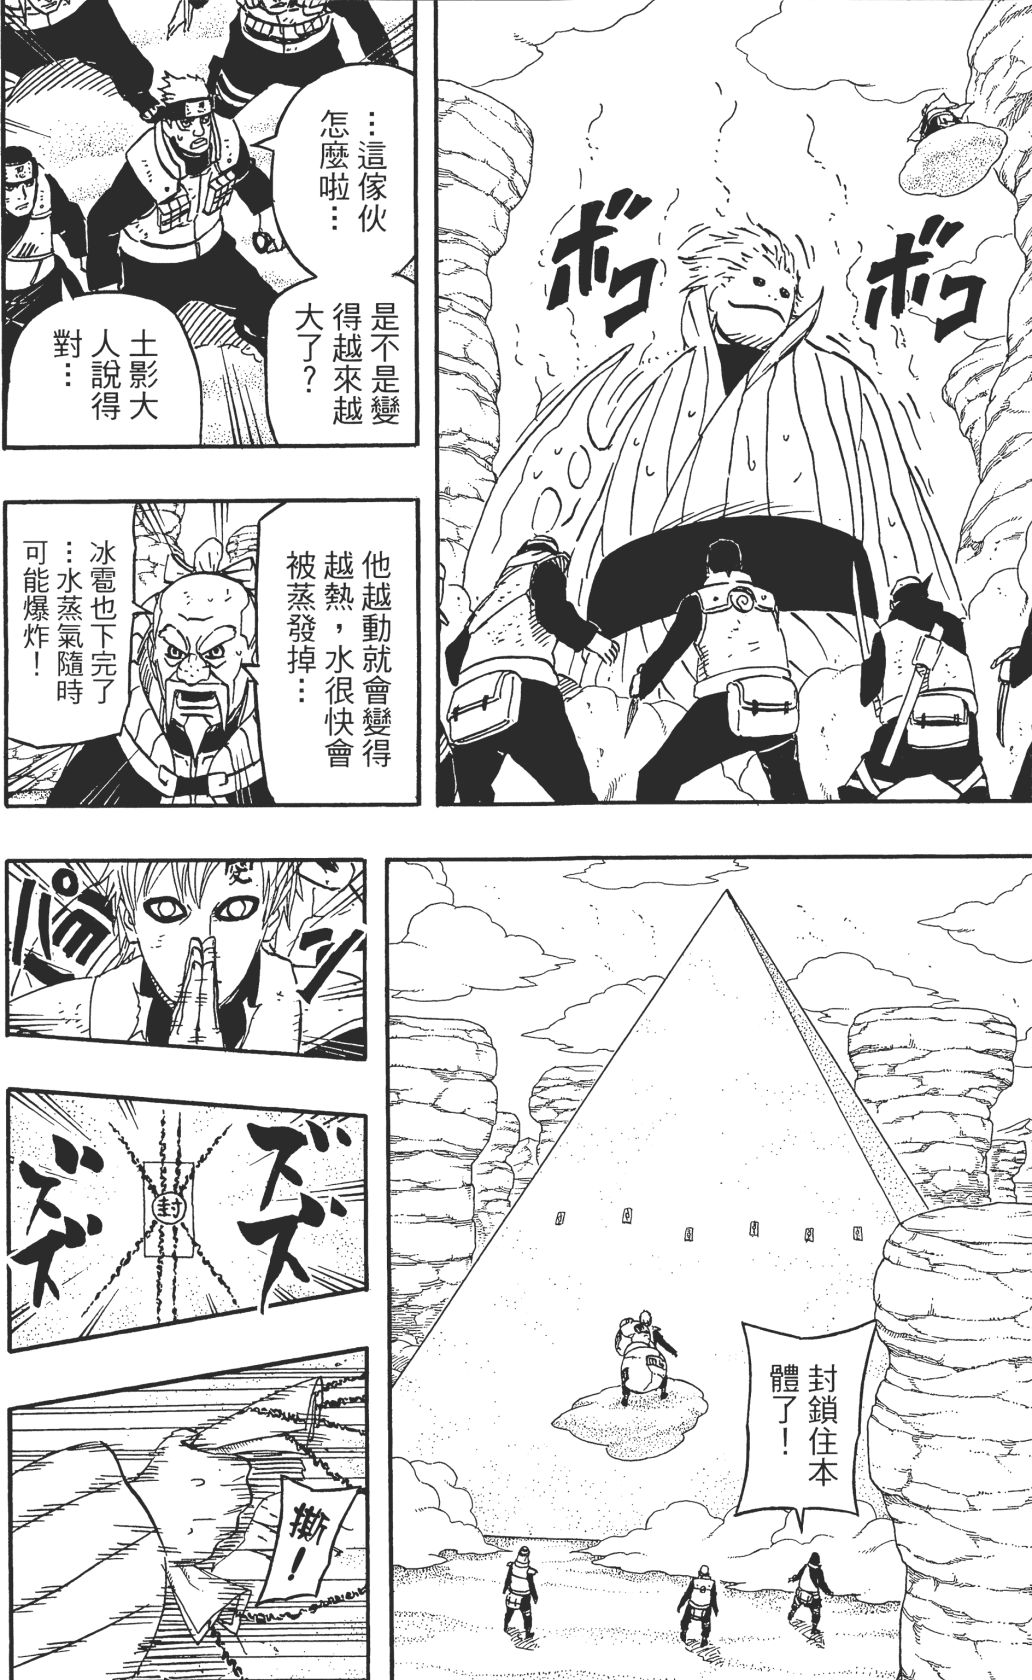 ボコ
ボコ
…這傢伙
怎麼啦…
是不是變
得越來越
大了？
土影大
人說得
對…
他越動就會變得
越熱，水很快會
被蒸發掉…
冰雹也下完了
…水蒸氣隨時
可能爆炸！
封鎖住本
體了！
愛
パン
ズズ
封
ズズ
撕！
忍